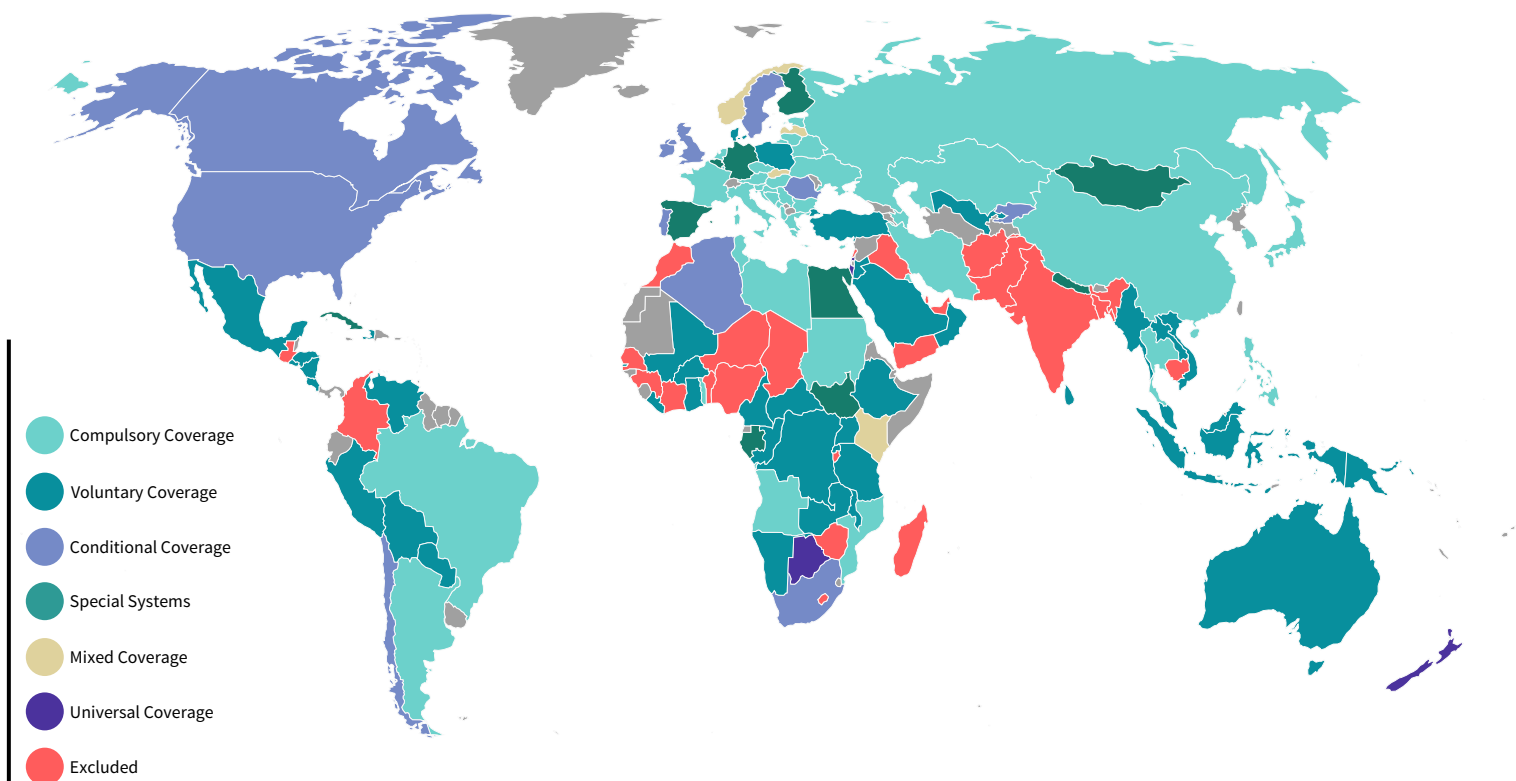 Compulsory Coverage
Voluntary Coverage
Conditional Coverage
Special Systems
Mixed Coverage
Universal Coverage
Excluded